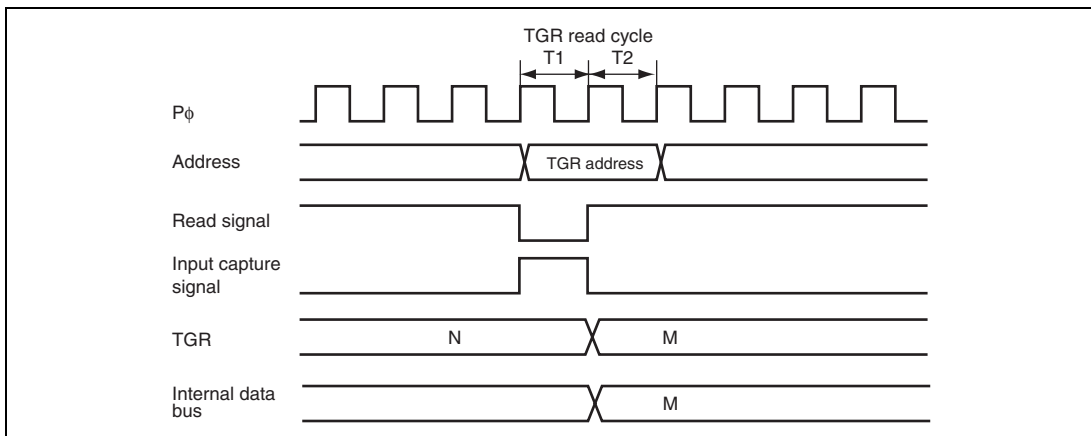 TGR read cycle
T1 T2
Pϕ
Address
TGR address
Read signal
Input capture
signal
TGR
N
M
Internal data
bus
M